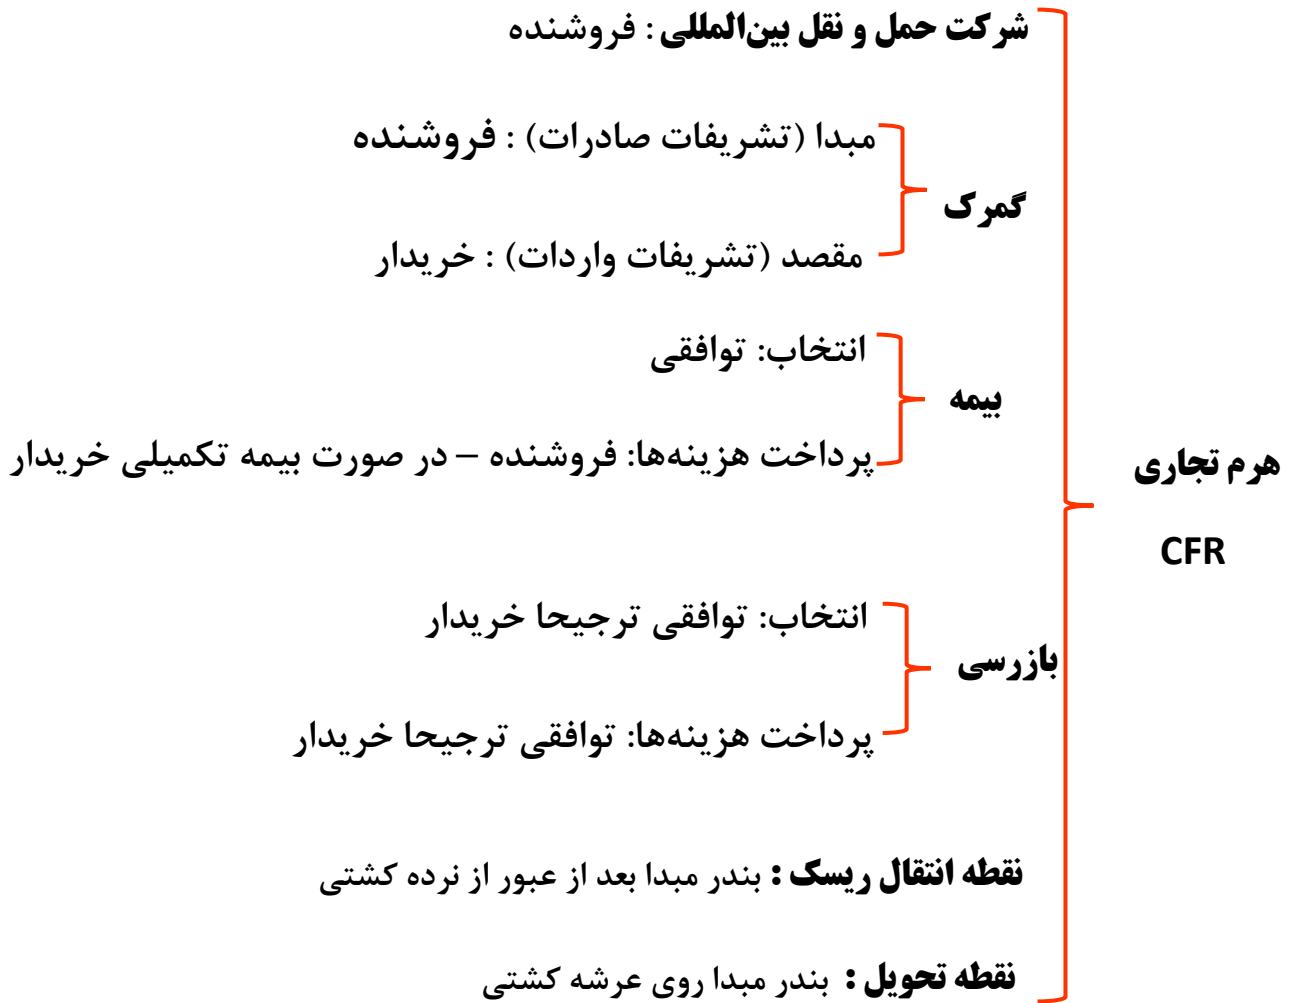 هرم تجاری
CFR
شرکت حمل و نقل بین‌المللی : فروشنده
گمرک
مبدا (تشریفات صادرات) : فروشنده
مقصد (تشریفات واردات) : خریدار
بیمه
انتخاب: توافقی
پرداخت هزینه‌ها: فروشنده – در صورت بیمه تکمیلی خریدار
بازرسی
انتخاب: توافقی ترجیحا خریدار
پرداخت هزینه‌ها: توافقی ترجیحا خریدار
نقطه انتقال ریسک : بندر مبدا بعد از عبور از نرده کشتی
نقطه تحویل : بندر مبدا روی عرشه کشتی